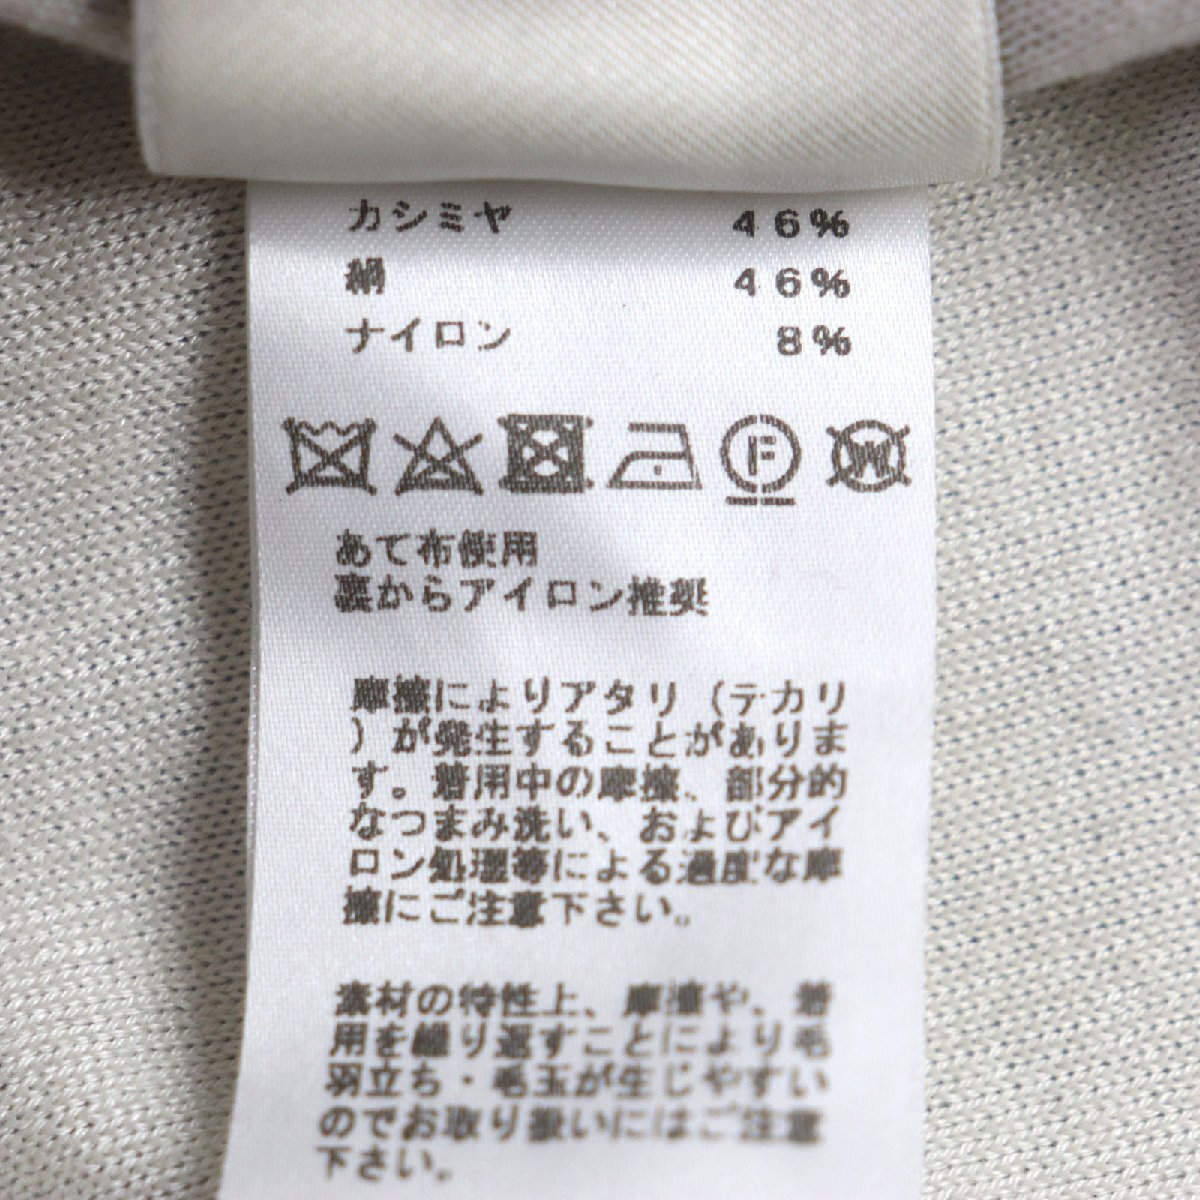 カシミヤ 46%
絹 46%
ナイロン 8%
F W
あて布使用
裏からアイロン推奨
摩擦によりアタリ（テカリ
）が発生することがありま
す。着用中の摩擦、部分的
なつまみ洗い、およびアイ
ロン処理等による過度な摩
擦にご注意下さい。
素材の特性上、摩擦や、着
用を繰り返すことにより毛
羽立ち・毛玉が生じやすい
のでお取り扱いにはご注意
下さい。